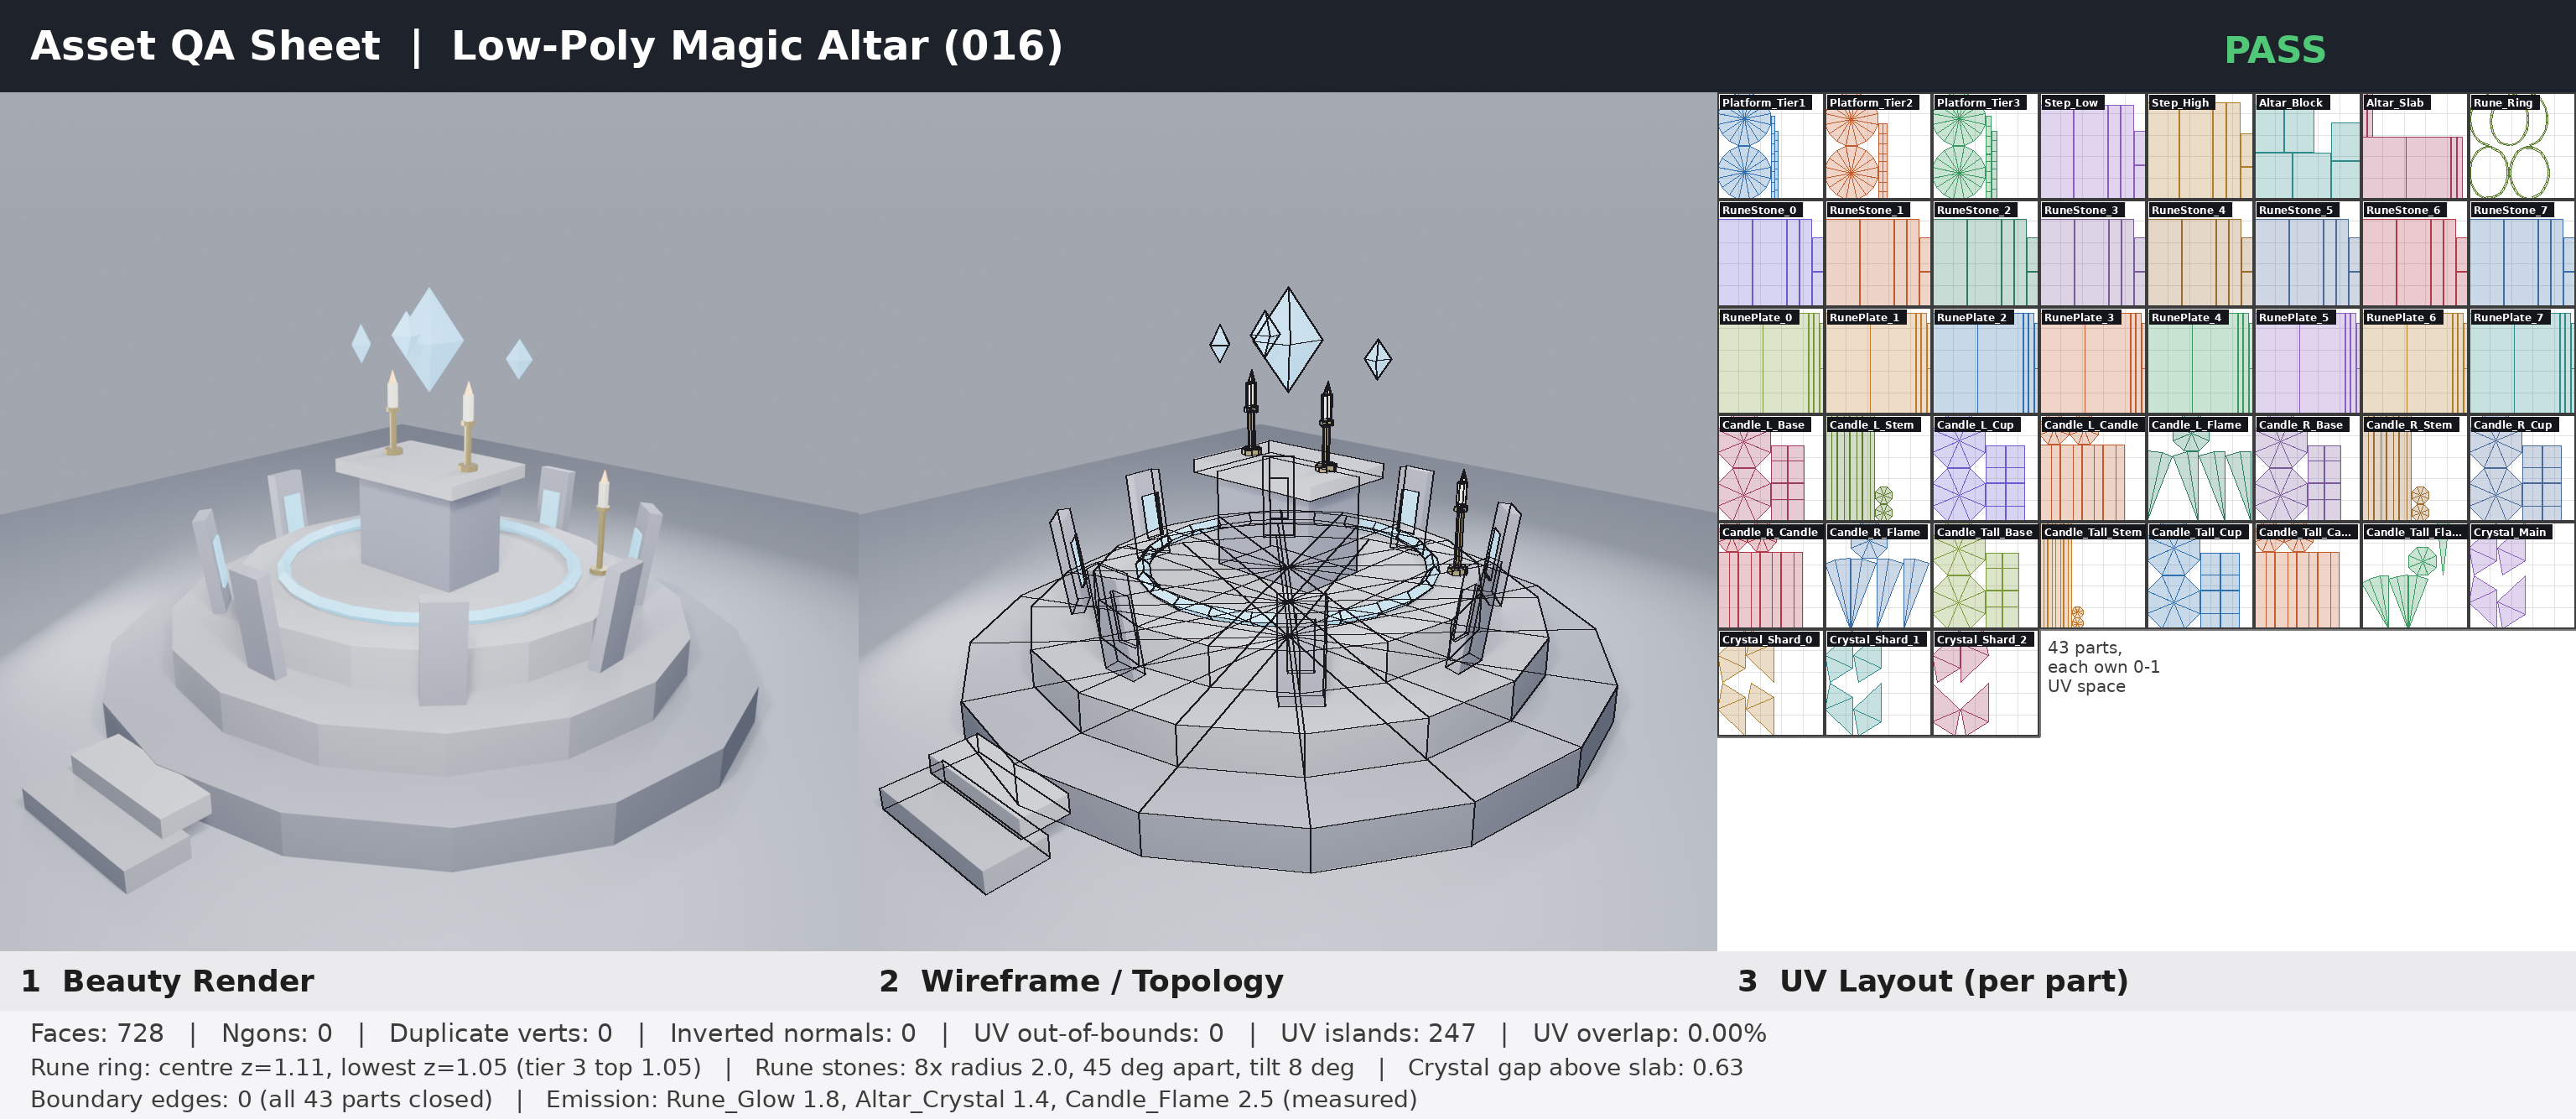 Asset QA Sheet | Low-Poly Magic Altar (016)
PASS
Platform_Tier1 Platform_Tier2 Platform_Tier3 Step_Low Step_High Altar_Block Altar_Slab Rune_Ring
RuneStone_0 RuneStone_1 RuneStone_2 RuneStone_3 RuneStone_4 RuneStone_5 RuneStone_6 RuneStone_7
RunePlate_0 RunePlate_1 RunePlate_2 RunePlate_3 RunePlate_4 RunePlate_5 RunePlate_6 RunePlate_7
Candle_L_Base Candle_L_Stem Candle_L_Cup Candle_L_Candle Candle_L_Flame Candle_R_Base Candle_R_Stem Candle_R_Cup
Candle_R_Candle Candle_R_Flame Candle_Tall_Base Candle_Tall_Stem Candle_Tall_Cup Candle_Tall_Ca... Candle_Tall_Fla... Crystal_Main
Crystal_Shard_0 Crystal_Shard_1 Crystal_Shard_2
43 parts,
each own 0-1
UV space
1 Beauty Render
2 Wireframe / Topology
3 UV Layout (per part)
Faces: 728 | Ngons: 0 | Duplicate verts: 0 | Inverted normals: 0 | UV out-of-bounds: 0 | UV islands: 247 | UV overlap: 0.00%
Rune ring: centre z=1.11, lowest z=1.05 (tier 3 top 1.05) | Rune stones: 8x radius 2.0, 45 deg apart, tilt 8 deg | Crystal gap above slab: 0.63
Boundary edges: 0 (all 43 parts closed) | Emission: Rune_Glow 1.8, Altar_Crystal 1.4, Candle_Flame 2.5 (measured)